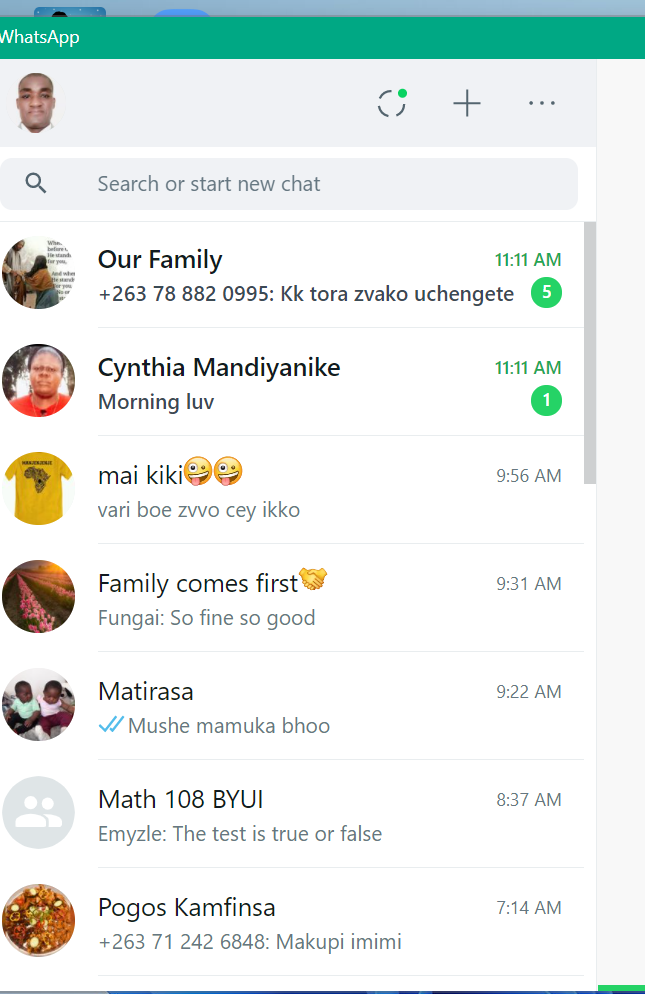 WhatsApp
Search or start new chat
Our Family 11:11 AM
+263 78 882 0995: Kk tora zvako uchengete 5
Cynthia Mandiyanike 11:11 AM
Morning luv 1
mai kiki🤪🤪 9:56 AM
vari boe zvvo cey ikko
Family comes first🤝 9:31 AM
Fungai: So fine so good
Matirasa 9:22 AM
Mushe mamuka bhoo
Math 108 BYUI 8:37 AM
Emyzle: The test is true or false
Pogos Kamfinsa 7:14 AM
+263 71 242 6848: Makupi imimi